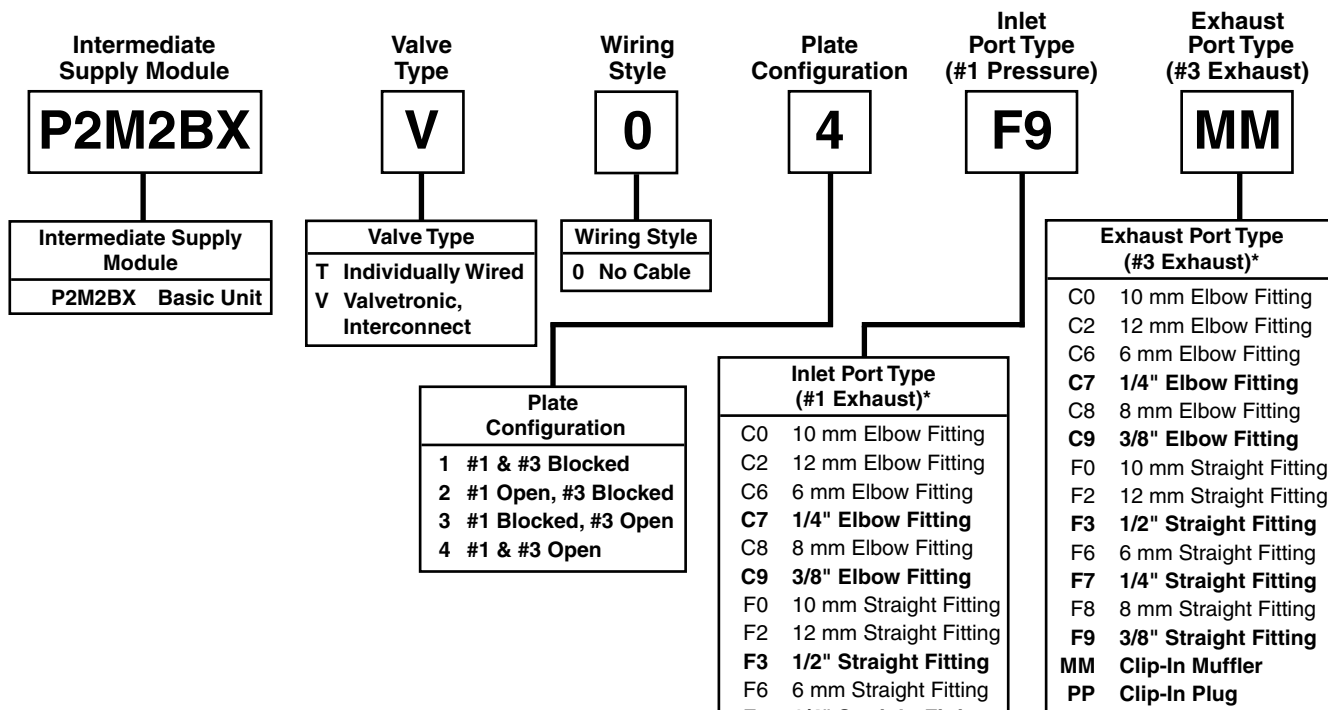 Intermediate
Supply Module
Valve
Type
Wiring
Style
Plate
Configuration
Inlet
Port Type
(#1 Pressure)
Exhaust
Port Type
(#3 Exhaust)
P2M2BX
V
0
4
F9
MM
Intermediate Supply
Module
P2M2BX Basic Unit
Valve Type
T Individually Wired
V Valvetronic,
Interconnect
Wiring Style
0 No Cable
Plate
Configuration
1 #1 & #3 Blocked
2 #1 Open, #3 Blocked
3 #1 Blocked, #3 Open
4 #1 & #3 Open
Inlet Port Type
(#1 Exhaust)*
C0 10 mm Elbow Fitting
C2 12 mm Elbow Fitting
C6 6 mm Elbow Fitting
C7 1/4" Elbow Fitting
C8 8 mm Elbow Fitting
C9 3/8" Elbow Fitting
F0 10 mm Straight Fitting
F2 12 mm Straight Fitting
F3 1/2" Straight Fitting
F6 6 mm Straight Fitting
Exhaust Port Type
(#3 Exhaust)*
C0 10 mm Elbow Fitting
C2 12 mm Elbow Fitting
C6 6 mm Elbow Fitting
C7 1/4" Elbow Fitting
C8 8 mm Elbow Fitting
C9 3/8" Elbow Fitting
F0 10 mm Straight Fitting
F2 12 mm Straight Fitting
F3 1/2" Straight Fitting
F6 6 mm Straight Fitting
F7 1/4" Straight Fitting
F8 8 mm Straight Fitting
F9 3/8" Straight Fitting
MM Clip-In Muffler
PP Clip-In Plug